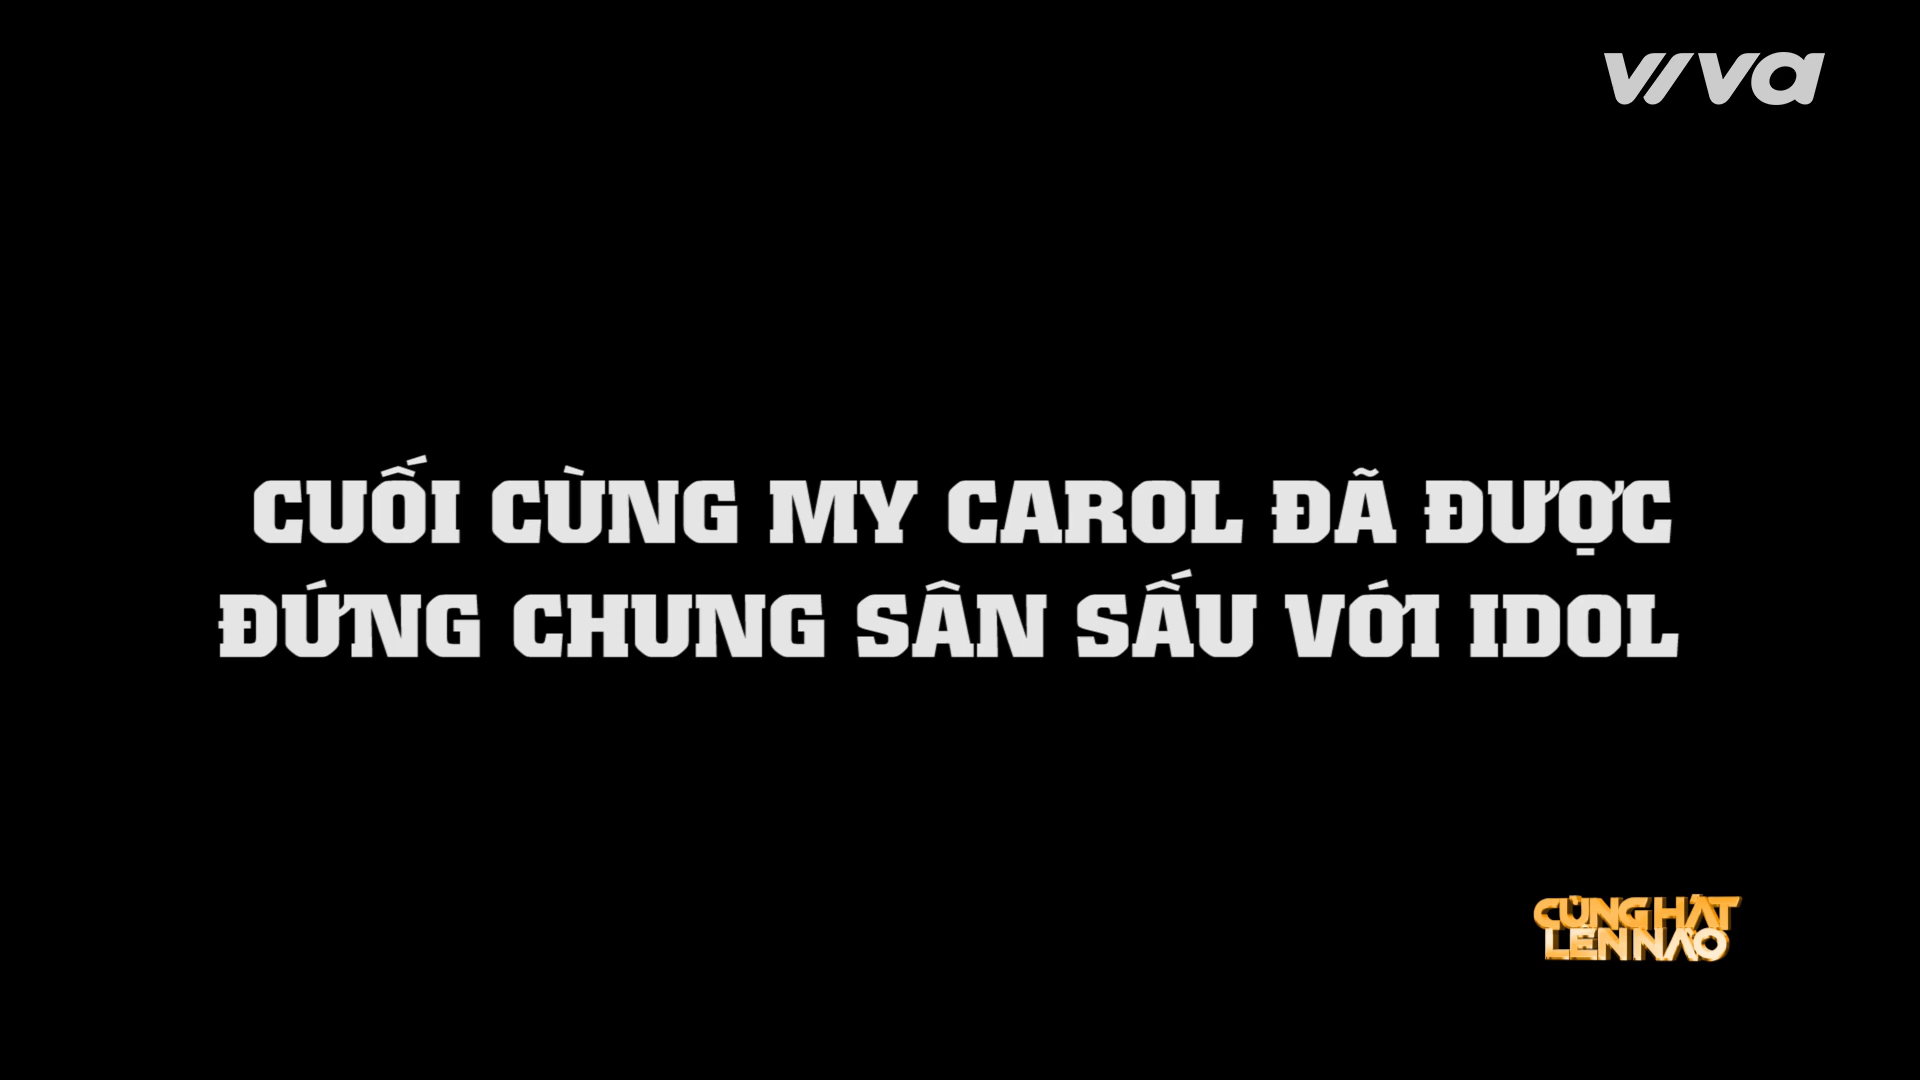 viva
CUỐI CÙNG MY CAROL ĐÃ ĐƯỢC
ĐỨNG CHUNG SÂN SẤU VỚI IDOL
CÙNG HÁT
LÊN NÀO